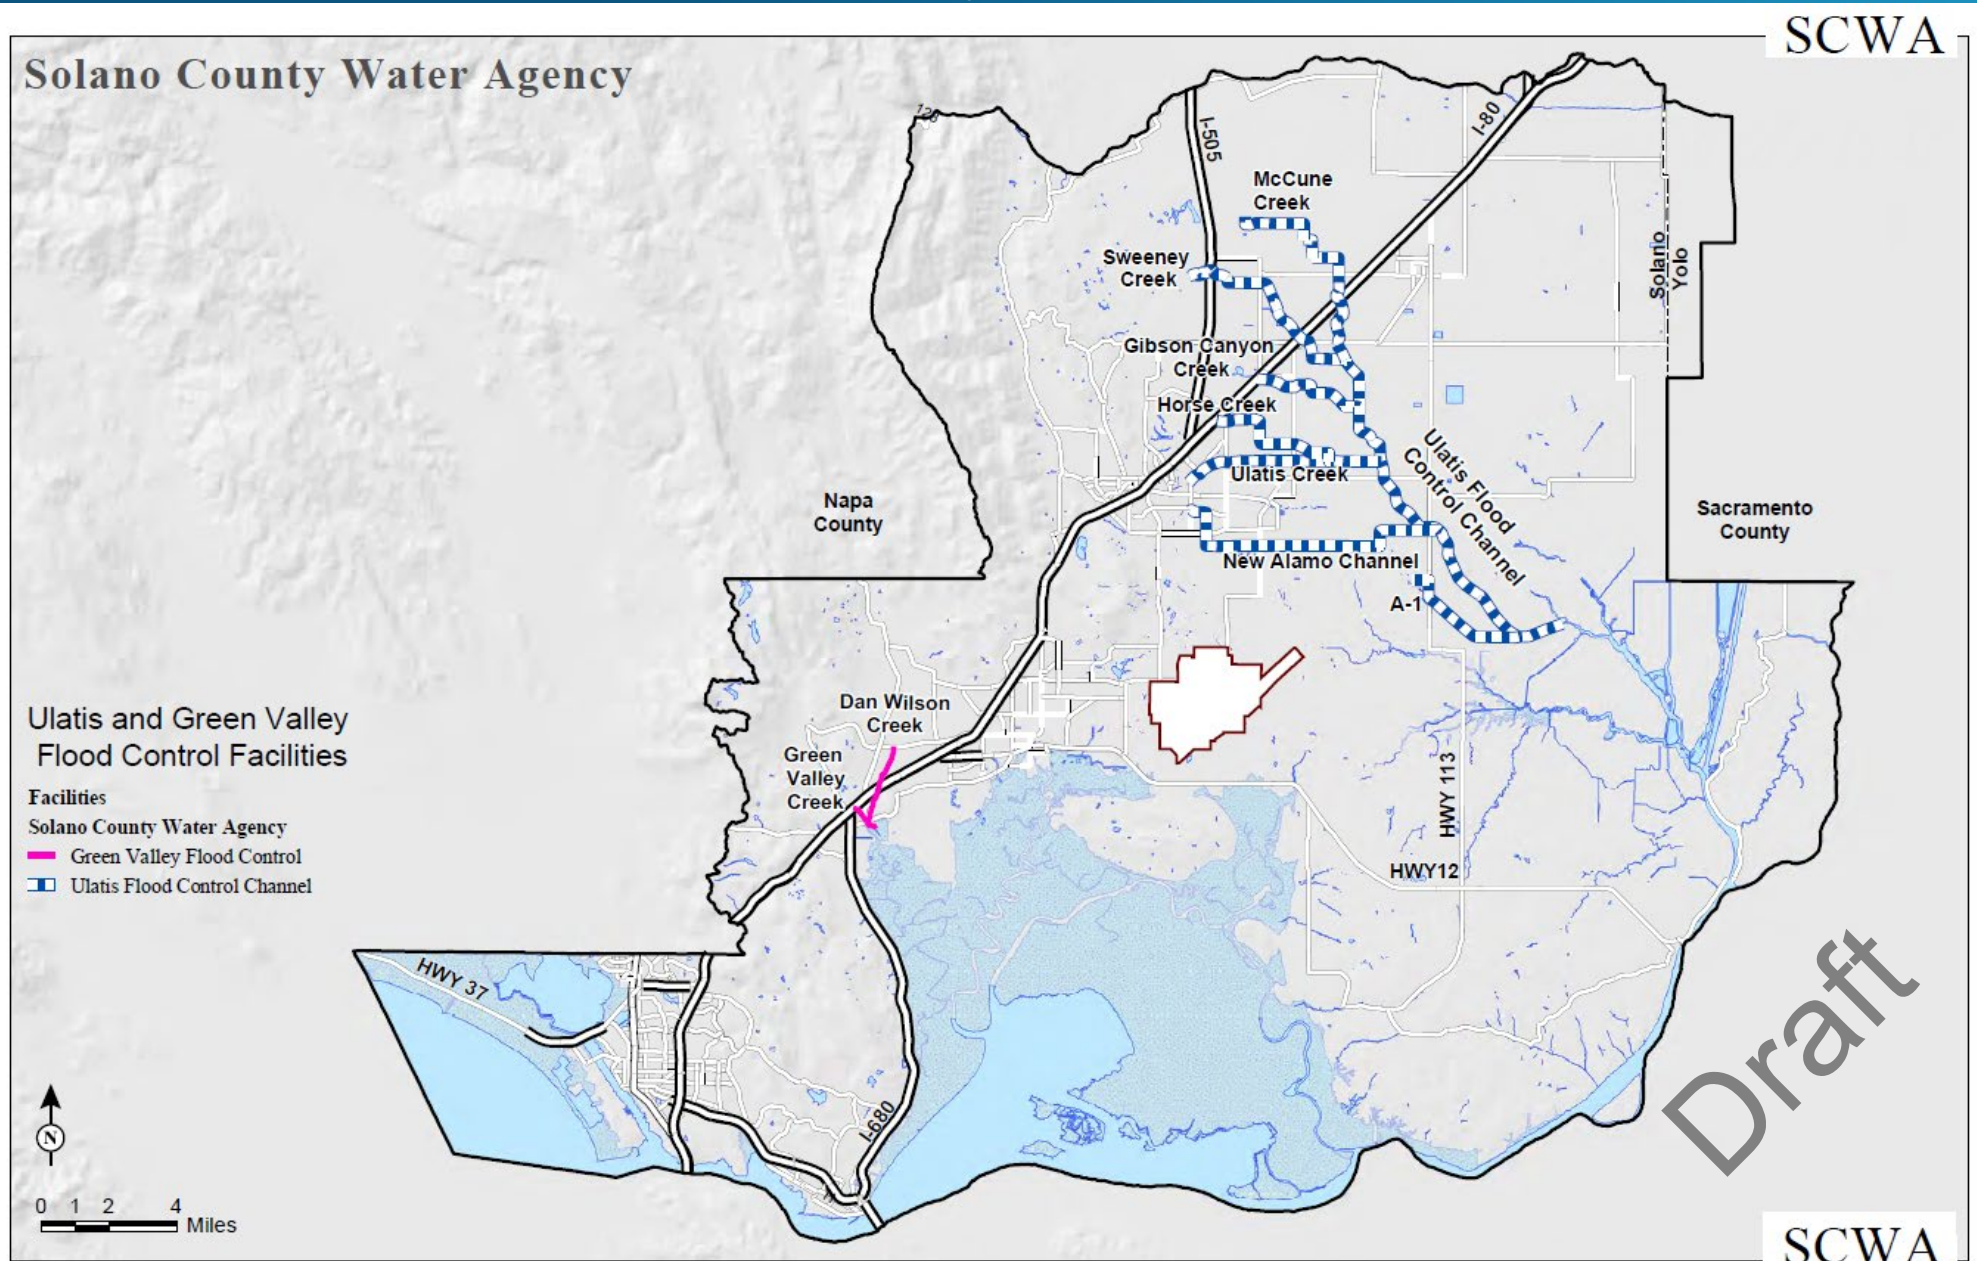 SCWA
Solano County Water Agency
128
I-505
I-80
McCune
Creek
Sweeney
Creek
Solano
Yolo
Gibson Canyon
Creek
Horse Creek
Ulatis Creek
Ulatis Flood
Control Channel
Napa
County
Sacramento
County
New Alamo Channel
A-1
1
Dan Wilson
Creek
Green
Valley
Creek
Ulatis and Green Valley
Flood Control Facilities
Facilities
Solano County Water Agency
Green Valley Flood Control
Ulatis Flood Control Channel
HWY 113
HWY12
HWY 37
I-680
Draft
N
0 1 2 4
Miles
SCWA